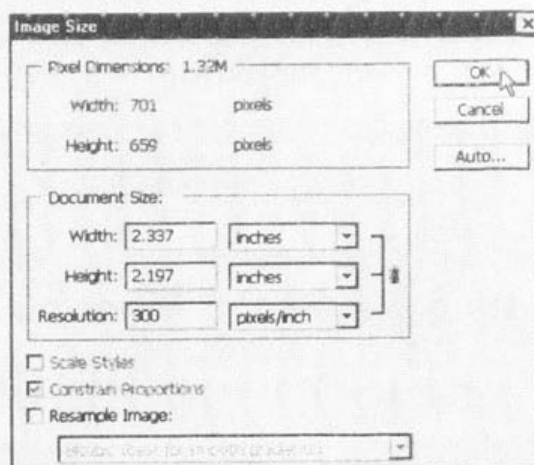 Image Size
Pixel Dimensions: 1.32M
OK
Width: 701 pixels
Cancel
Height: 659 pixels
Auto...
Document Size:
Width: 2.337 inches
Height: 2.197 inches
Resolution: 300 pixels/inch
Scale Styles
Constrain Proportions
Resample Image: